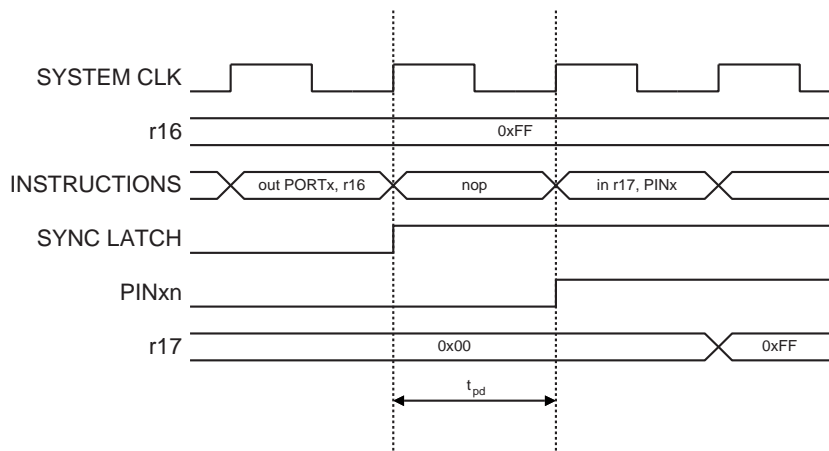 SYSTEM CLK
r16
0xFF
INSTRUCTIONS
out PORTx, r16
nop
in r17, PINx
SYNC LATCH
PINxn
r17
0x00
0xFF
tpd